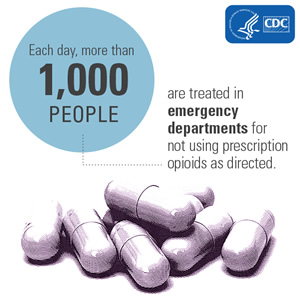 CDC
Each day, more than
1,000
PEOPLE
are treated in
emergency
departments for
not using prescription
opioids as directed.